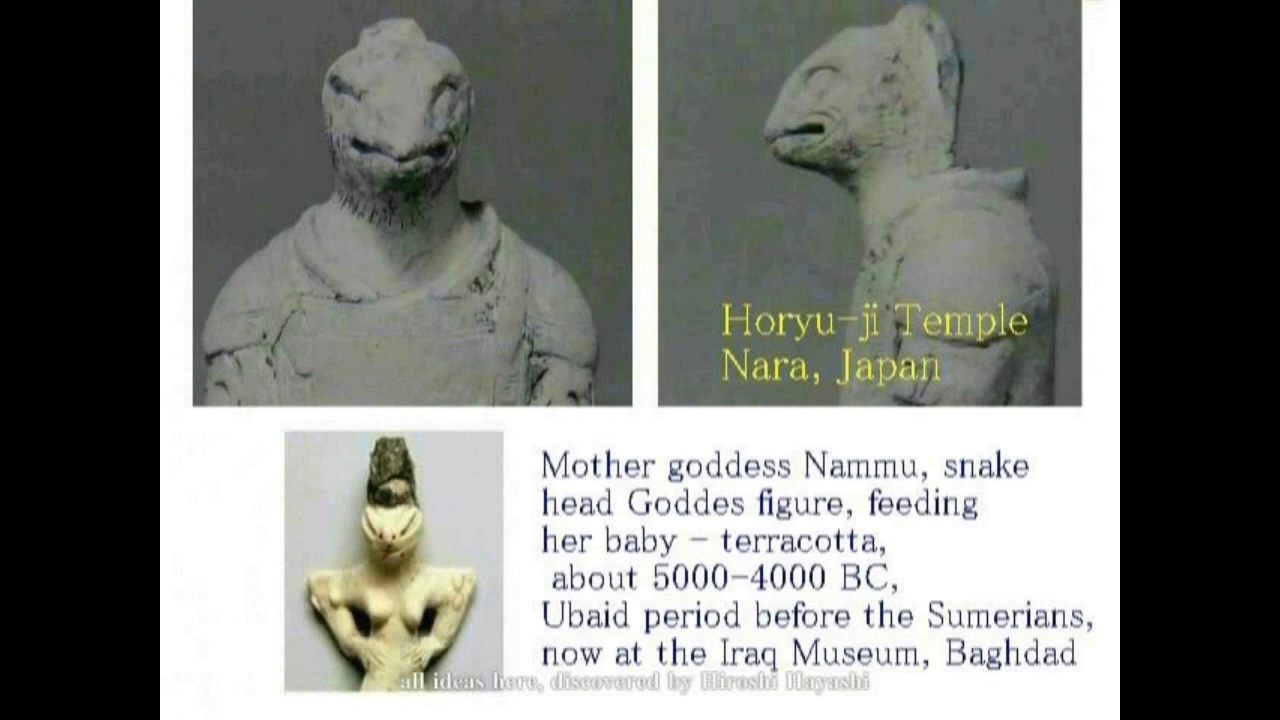 Horyu-ji Temple
Nara, Japan
Mother goddess Nammu, snake
head Goddes figure, feeding
her baby - terracotta,
about 5000-4000 BC,
Ubaid period before the Sumerians,
now at the Iraq Museum, Baghdad
all ideas here, discovered by Hiroshi Hayashi